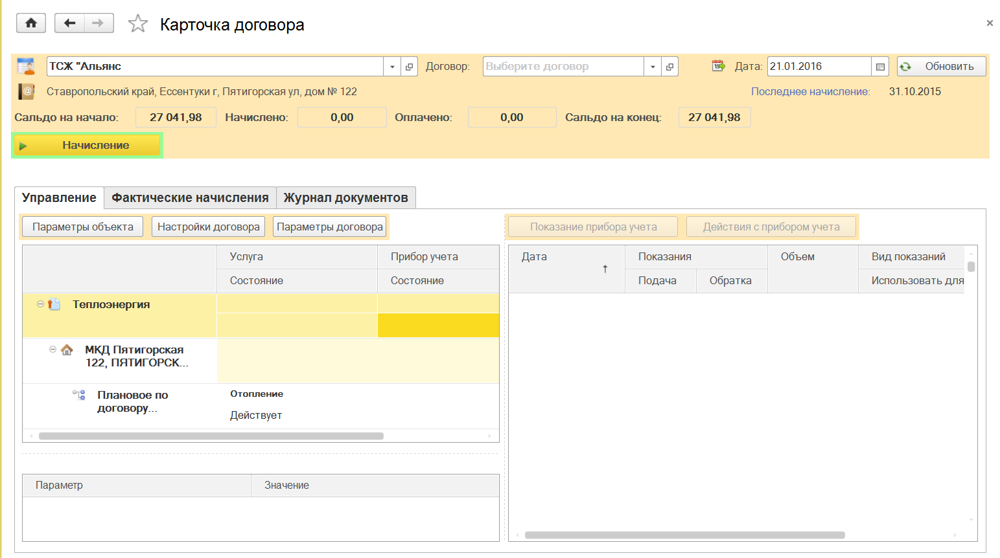 Карточка договора
×
ТСЖ "Альянс Договор: Выберите договор Дата: 21.01.2016 Обновить
Ставропольский край, Ессентуки г, Пятигорская ул, дом № 122 Последнее начисление: 31.10.2015
Сальдо на начало: 27 041,98 Начислено: 0,00 Оплачено: 0,00 Сальдо на конец: 27 041,98
Начисление
Управление Фактические начисления Журнал документов
Параметры объекта Настройки договора Параметры договора Показание прибора учета Действия с прибором учета
Услуга Прибор учета Дата Показания Объем Вид показаний
Состояние Состояние Подача Обратка Использовать для
Теплоэнергия
МКД Пятигорская
122, ПЯТИГОРСК...
Плановое по Отопление
договору... Действует
Параметр Значение